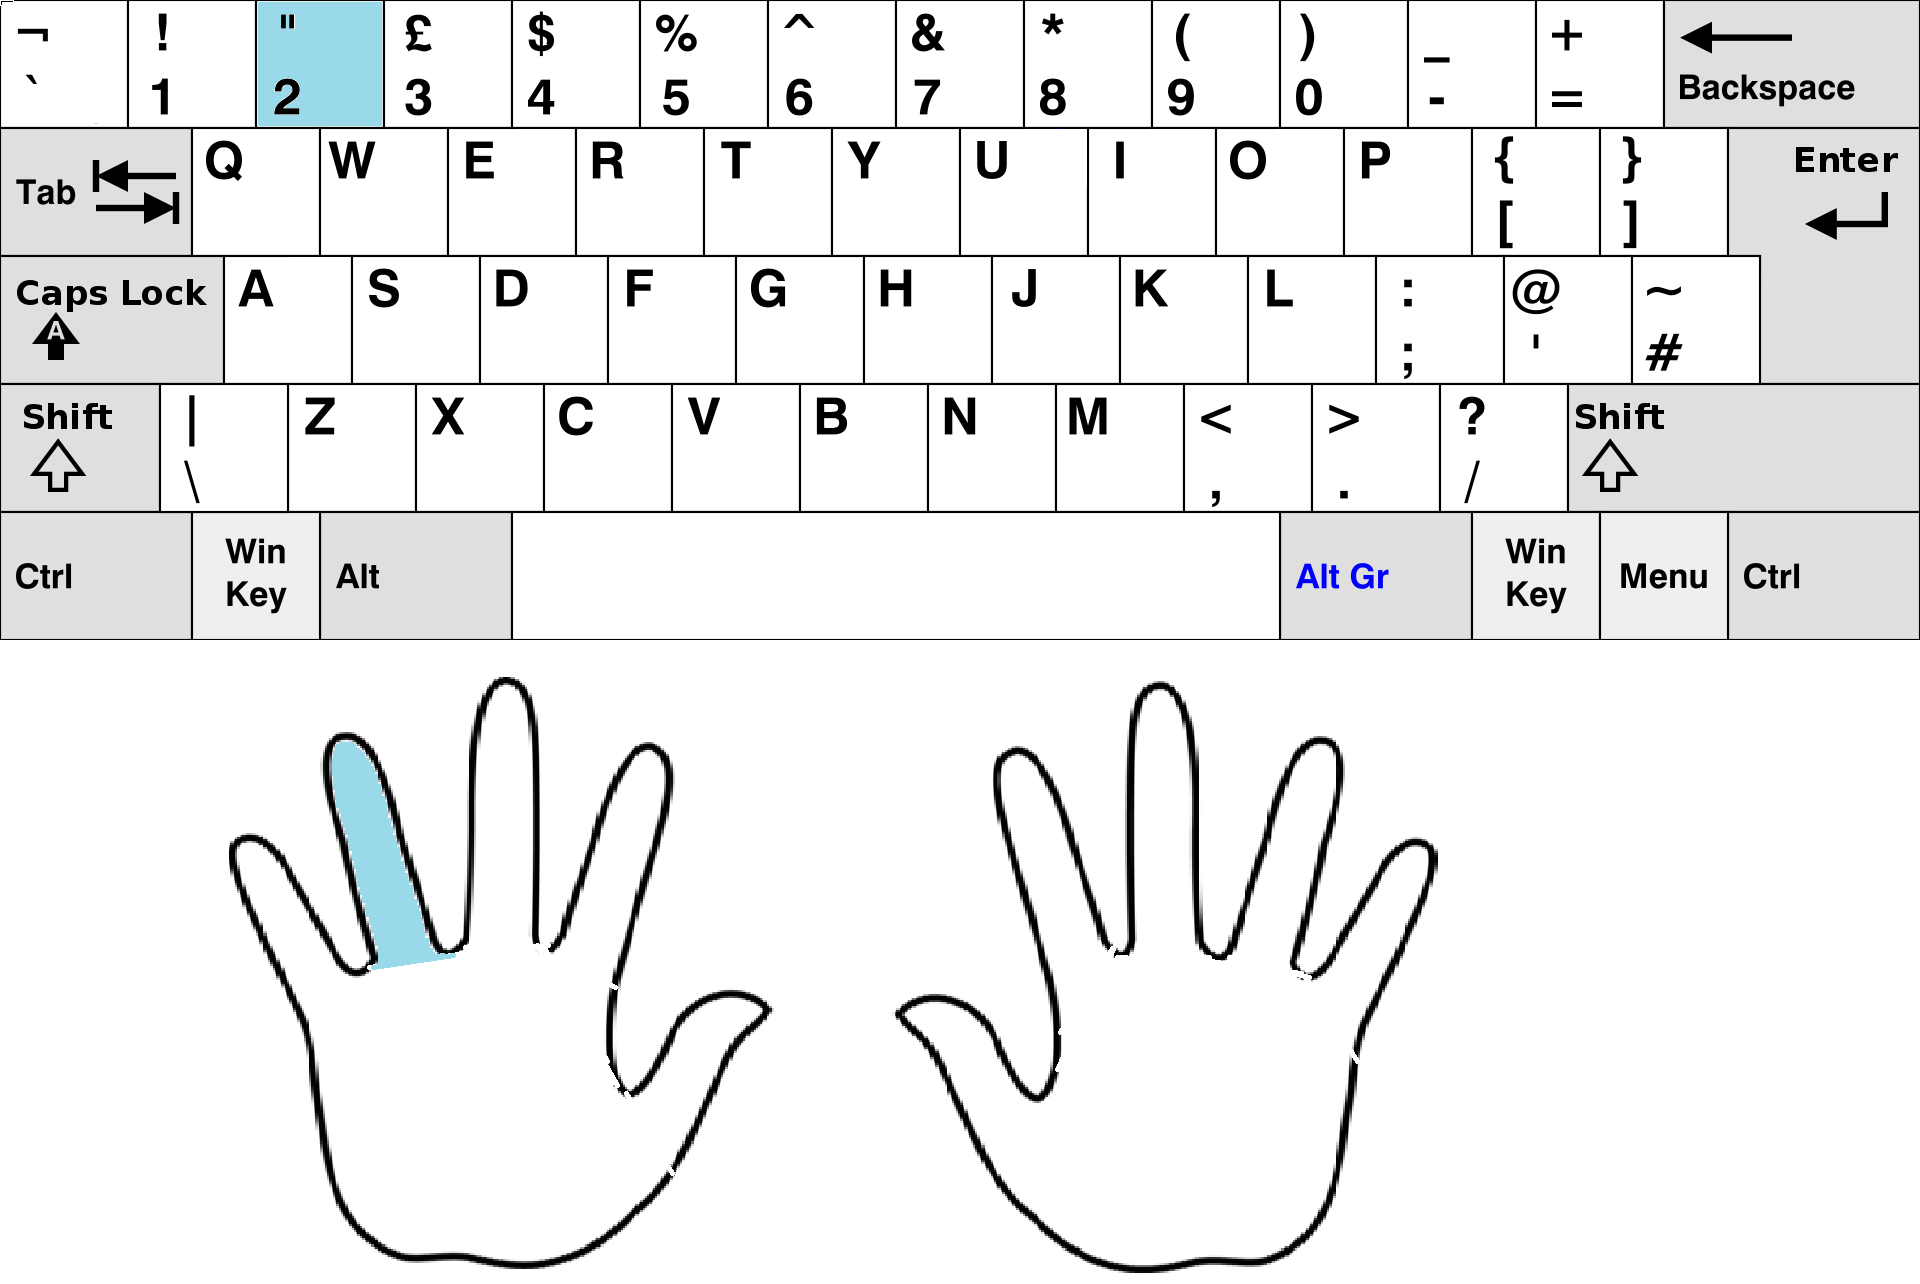 ¬ ! " £ $ % ^ & * ( ) _ +
` 1 2 3 4 5 6 7 8 9 0 - = Backspace
Tab Q W E R T Y U I O P { } Enter
[ ]
Caps Lock A S D F G H J K L : @ ~
A ; ' #
Shift | Z X C V B N M < > ? Shift
\ , . /
Ctrl Win Key Alt Alt Gr Win Key Menu Ctrl